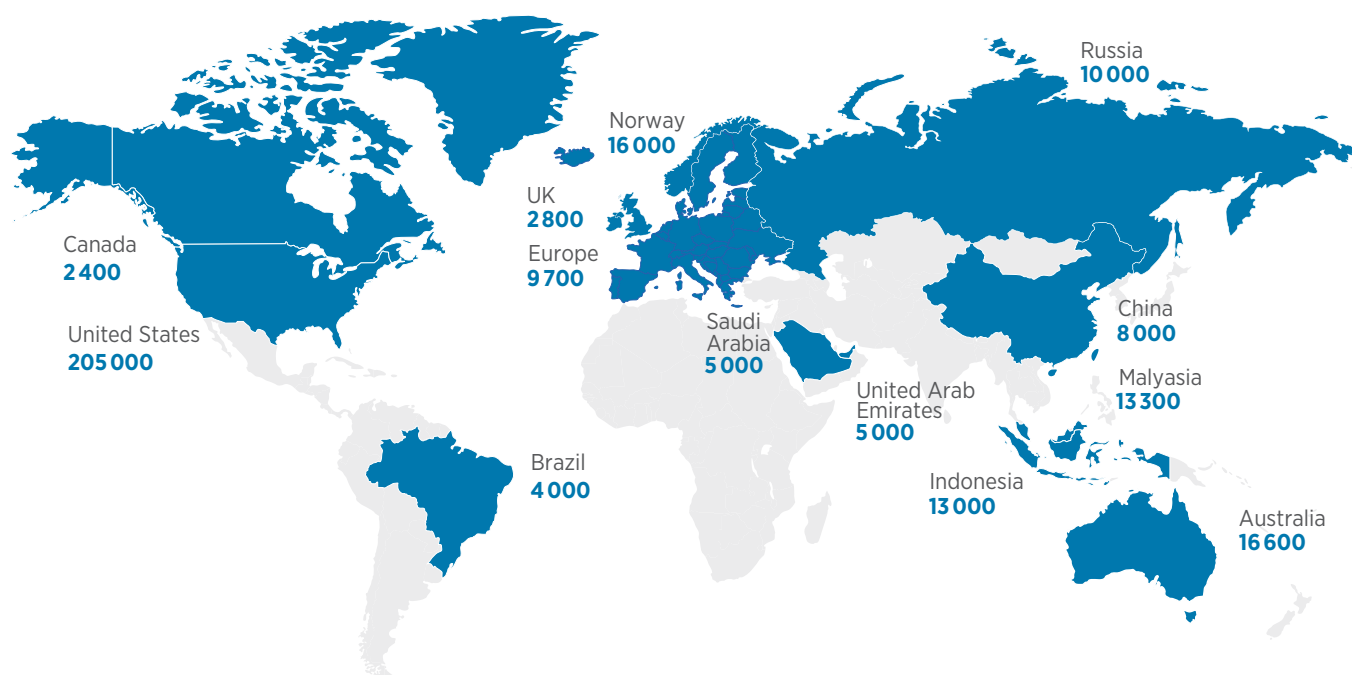 Russia
10 000
Norway
16 000
UK
2 800
Europe
9 700
Canada
2 400
United States
205 000
Saudi
Arabia
5 000
China
8 000
Malyasia
13 300
United Arab
Emirates
5 000
Brazil
4 000
Indonesia
13 000
Australia
16 600